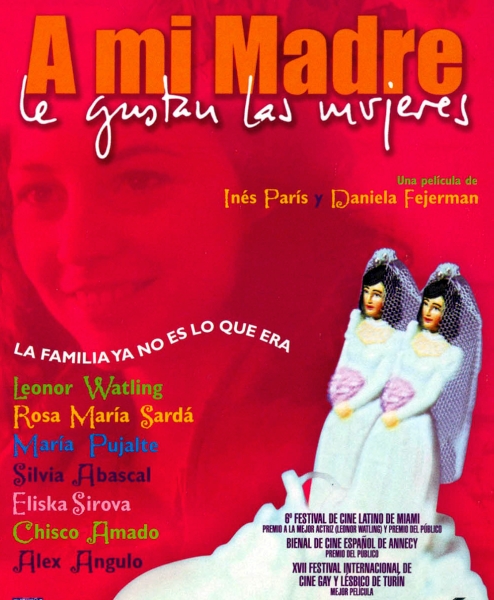 A mi Madre
le gustan las mujeres
Una película de
Inés París y Daniela Fejerman
LA FAMILIA YA NO ES LO QUE ERA
Leonor Watling
Rosa María Sardá
María Pujalte
Silvia Abascal
Eliska Sirova
Chisco Amado
Alex Angulo
8º FESTIVAL DE CINE LATINO DE MIAMI
PREMIO A LA MEJOR ACTRIZ (LEONOR WATLING) Y PREMIO DEL PÚBLICO
BIENAL DE CINE ESPAÑOL DE ANNECY
PREMIO DEL PÚBLICO
XVII FESTIVAL INTERNACIONAL DE
CINE GAY Y LÉSBICO DE TURÍN
MEJOR PELÍCULA